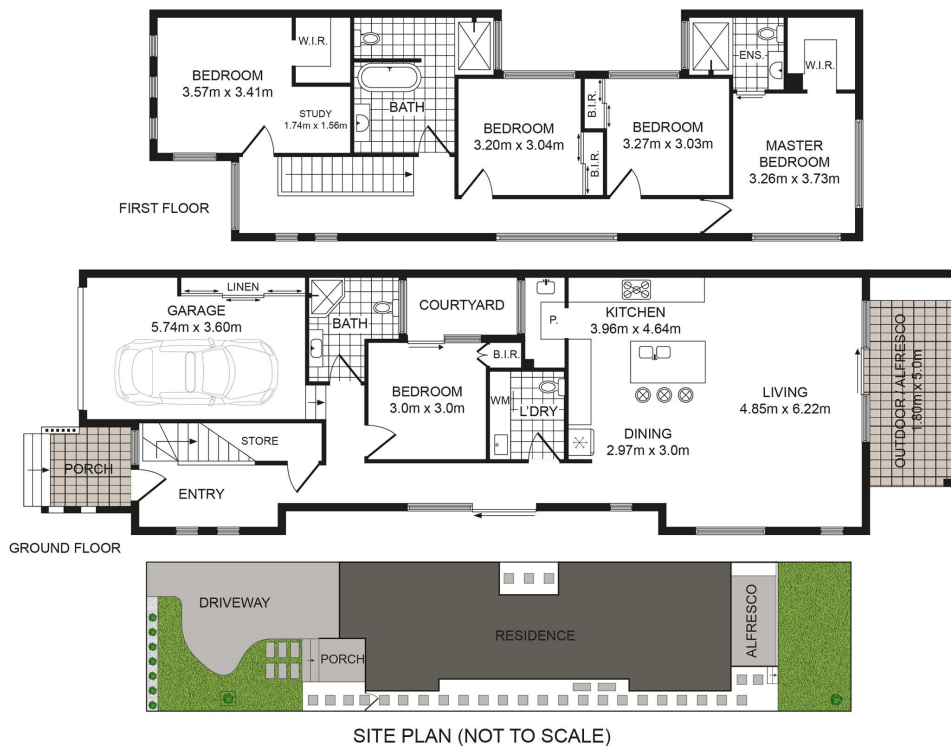 W.I.R.
BEDROOM
3.57m x 3.41m
STUDY
1.74m x 1.56m
BATH
BEDROOM
3.20m x 3.04m
B.I.R.
B.I.R.
BEDROOM
3.27m x 3.03m
ENS.
W.I.R.
MASTER
BEDROOM
3.26m x 3.73m
FIRST FLOOR
LINEN
GARAGE
5.74m x 3.60m
BATH
COURTYARD
P.
KITCHEN
3.96m x 4.64m
B.I.R.
BEDROOM
3.0m x 3.0m
WM
L'DRY
DINING
2.97m x 3.0m
LIVING
4.85m x 6.22m
OUTDOOR / ALFRESCO
1.80m x 5.0m
STORE
PORCH
ENTRY
GROUND FLOOR
DRIVEWAY
PORCH
RESIDENCE
ALFRESCO
SITE PLAN (NOT TO SCALE)